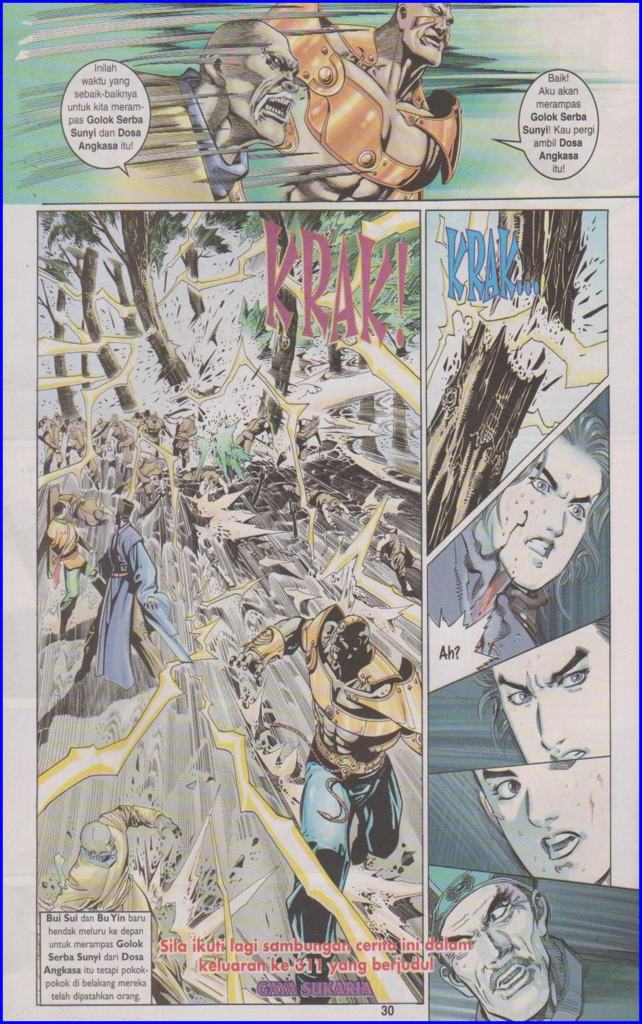 Inilah
waktu yang
sebaik-baiknya
untuk kita meram-
pas Golok Serba
Sunyi dan Dosa
Angkasa itu!
Baik!
Aku akan
merampas
Golok Serba
Sunyi! Kau pergi
ambil Dosa
Angkasa
itu!
KRAK!
KRAK...
Ah?
Bui Sui dan Bu Yin baru
hendak meluru ke depan
untuk merampas Golok
Serba Sunyi dari Dosa
Angkasa itu tetapi pokok-
pokok di belakang mereka
telah dipatahkan orang.
Sila ikuti lagi sambungan cerita ini dalam
keluaran ke 311 yang berjudul
GAYA SUKARIA
30